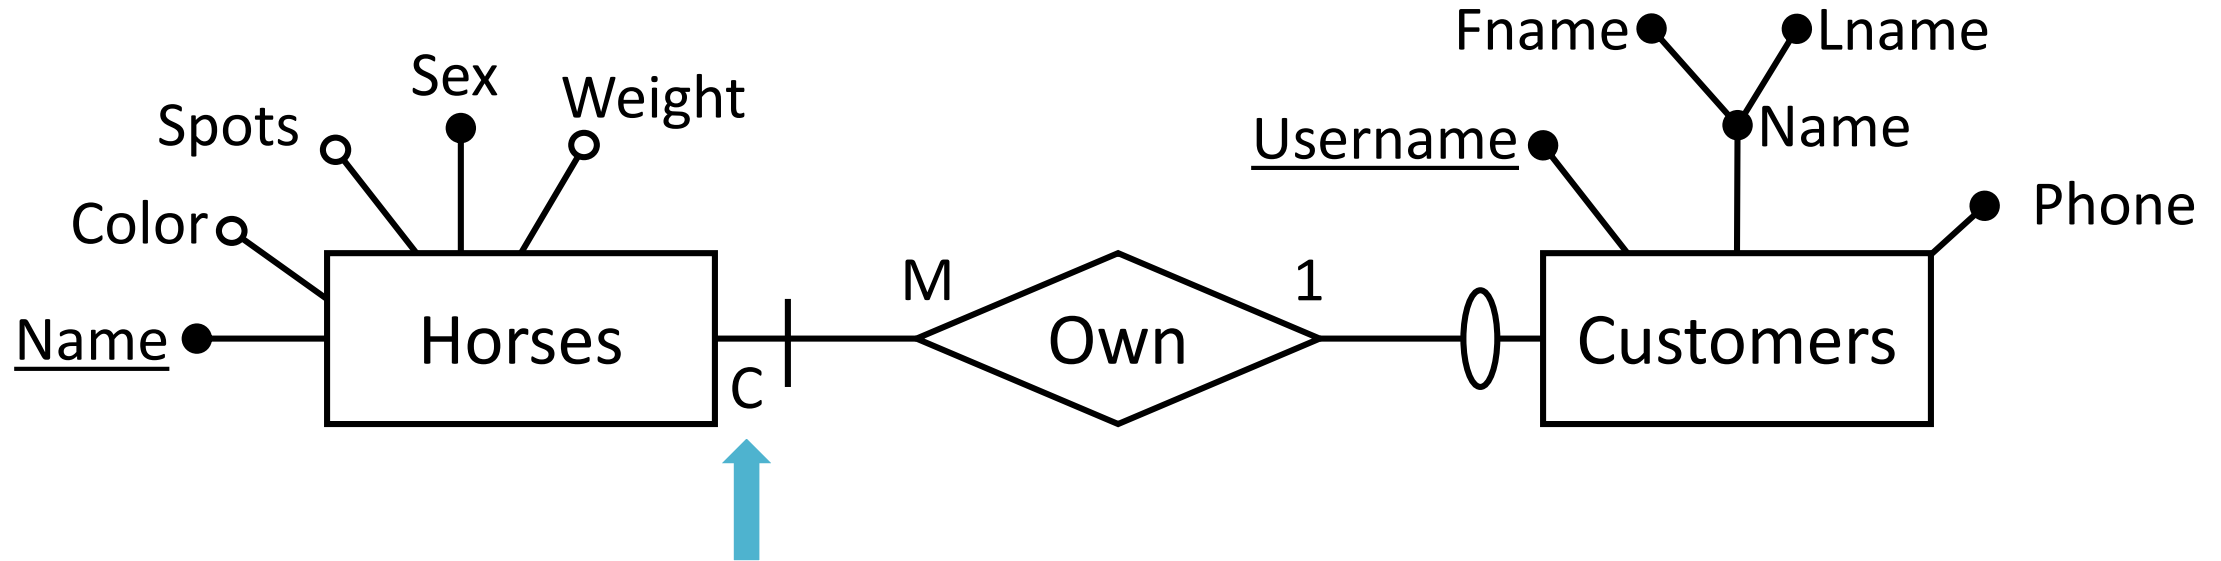 Fname
Lname
Sex
Weight
Spots
Name
Username
Color
Phone
M
1
Name
Horses
Own
Customers
C